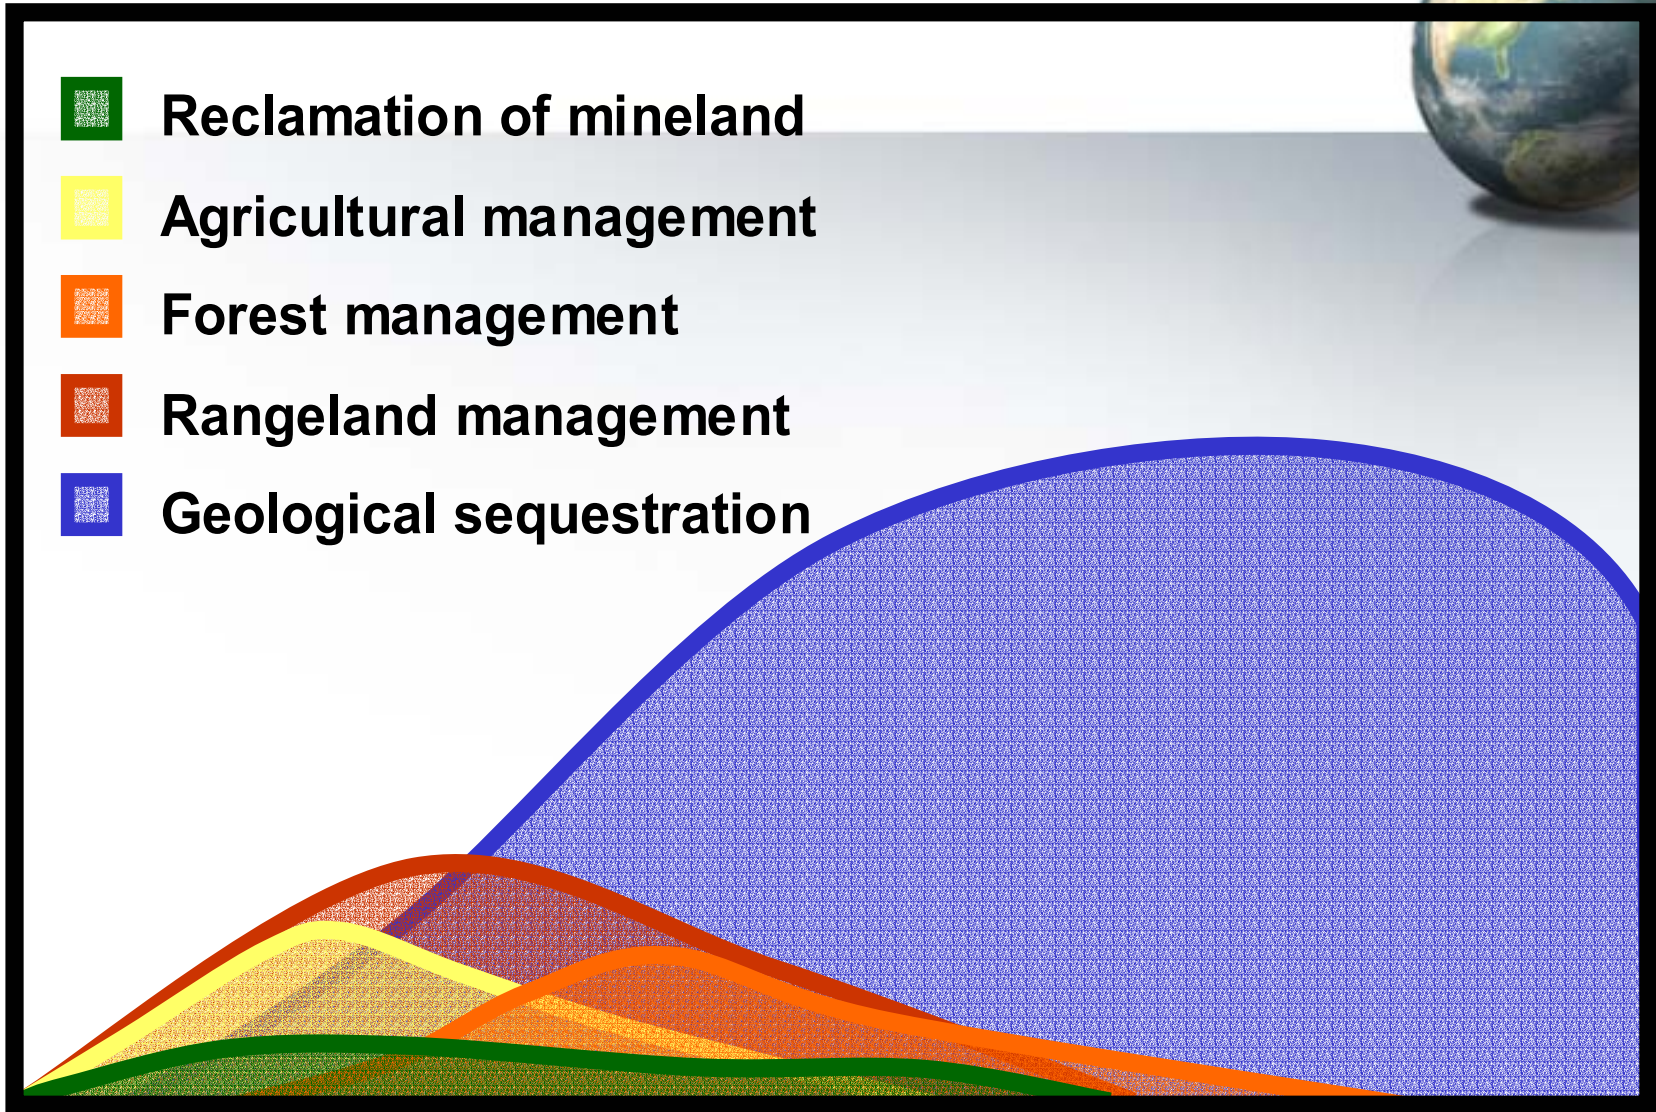 Reclamation of mineland
Agricultural management
Forest management
Rangeland management
Geological sequestration